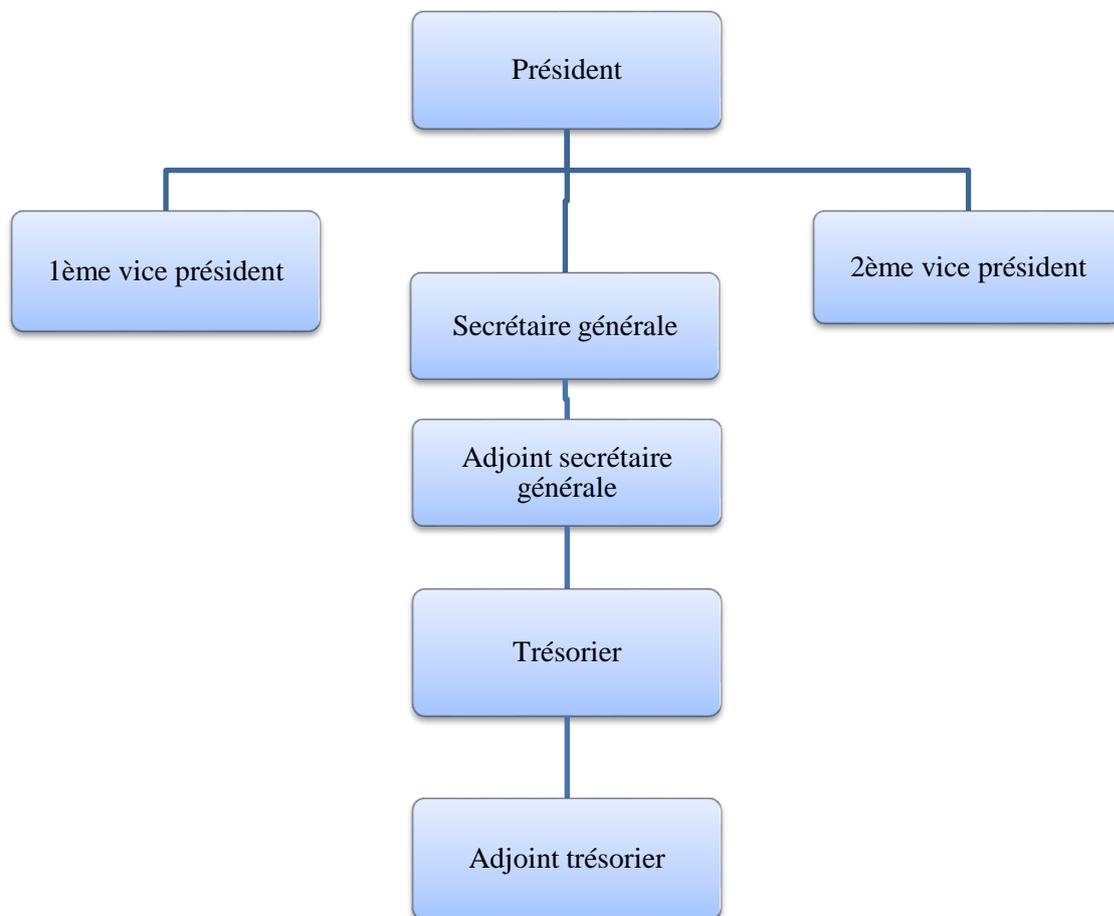 Président
1ème vice président
2ème vice président
Secrétaire générale
Adjoint secrétaire
générale
Trésorier
Adjoint trésorier